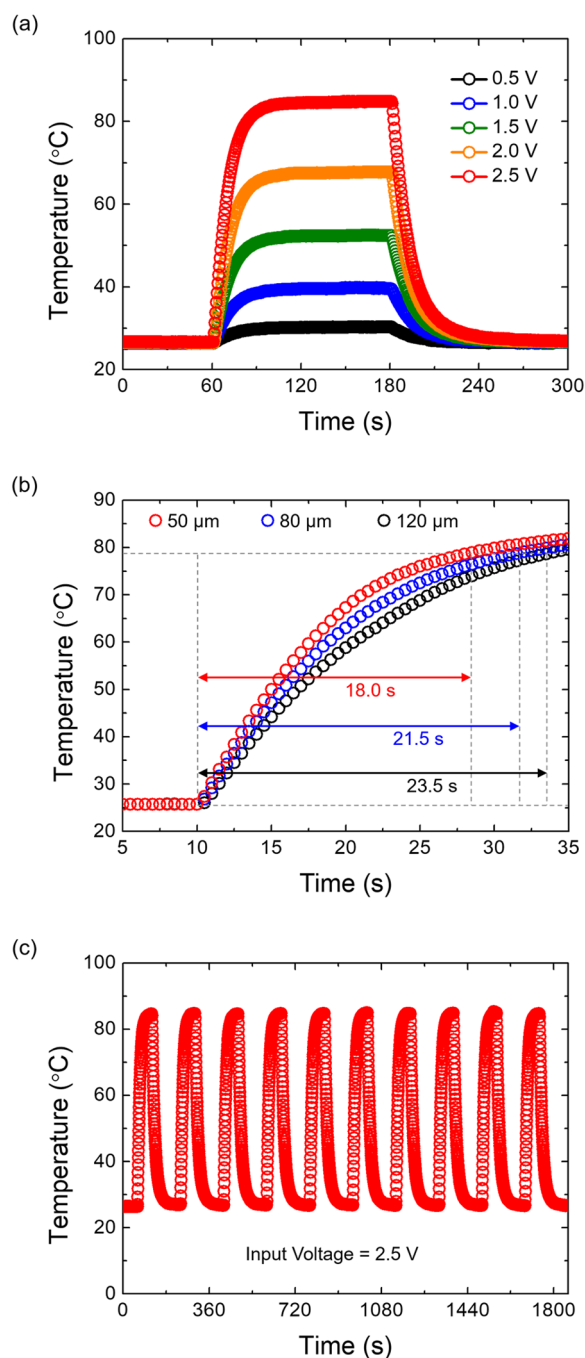 (a)
100
80
60
40
20
Temperature (°C)
0.5 V
1.0 V
1.5 V
2.0 V
2.5 V
0 60 120 180 240 300
Time (s)
(b)
90
80
70
60
50
40
30
20
Temperature (°C)
50 μm 80 μm 120 μm
18.0 s
21.5 s
23.5 s
5 10 15 20 25 30 35
Time (s)
(c)
100
80
60
40
20
0
Temperature (°C)
Input Voltage = 2.5 V
0 360 720 1080 1440 1800
Time (s)